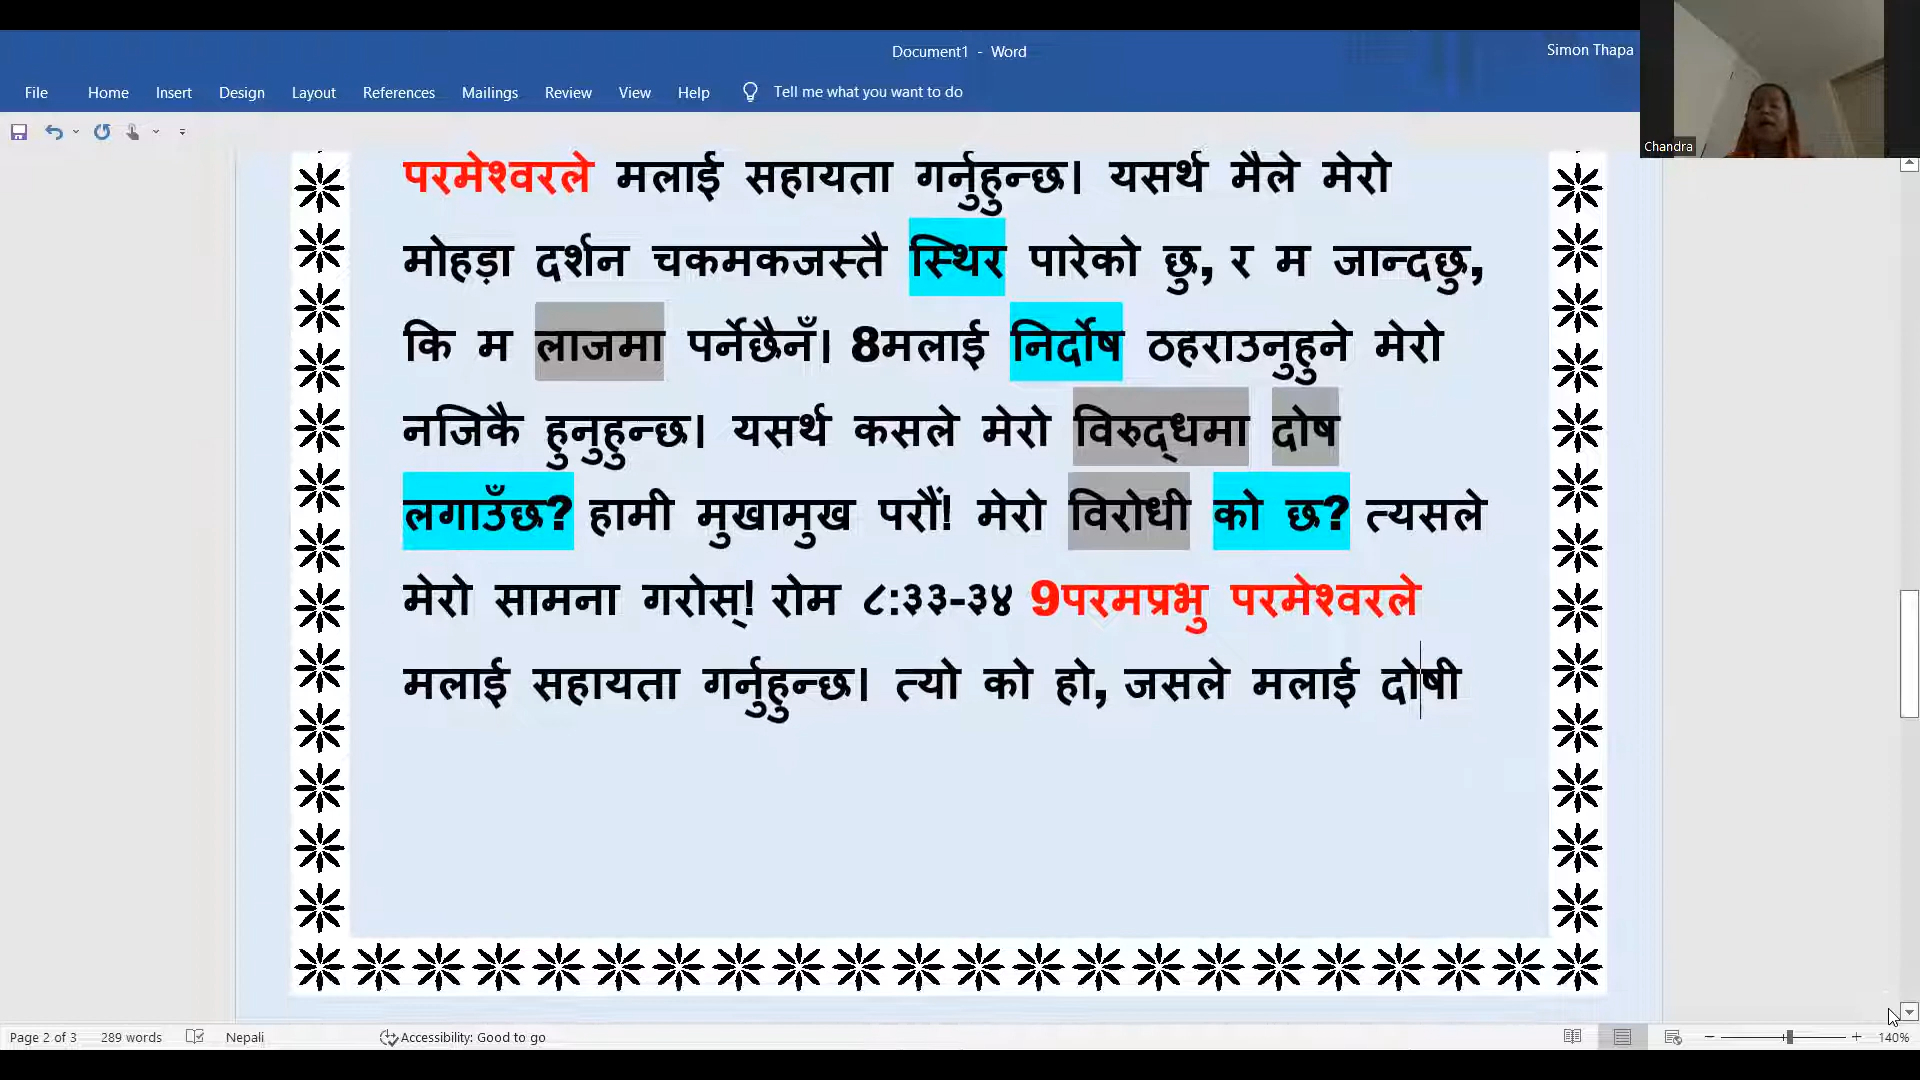 Document1 - Word
Simon Thapa
File Home Insert Design Layout References Mailings Review View Help Tell me what you want to do
Chandra
परमेश्वरले मलाई सहायता गर्नुहुन्छ। यसर्थ मैले मेरो
मोहड़ा दर्शन चकमकजस्तै स्थिर पारेको छु, र म जान्दछु,
कि म लाजमा पर्नेछैनँ। 8मलाई निर्दोष ठहराउनुहुने मेरो
नजिकै हुनुहुन्छ। यसर्थ कसले मेरो विरुद्धमा दोष
लगाउँछ? हामी मुखामुख परौं! मेरो विरोधी को छ? त्यसले
मेरो सामना गरोस्! रोम ८:३३-३४ 9परमप्रभु परमेश्वरले
मलाई सहायता गर्नुहुन्छ। त्यो को हो, जसले मलाई दोषी
Page 2 of 3 289 words Nepali Accessibility: Good to go 140%